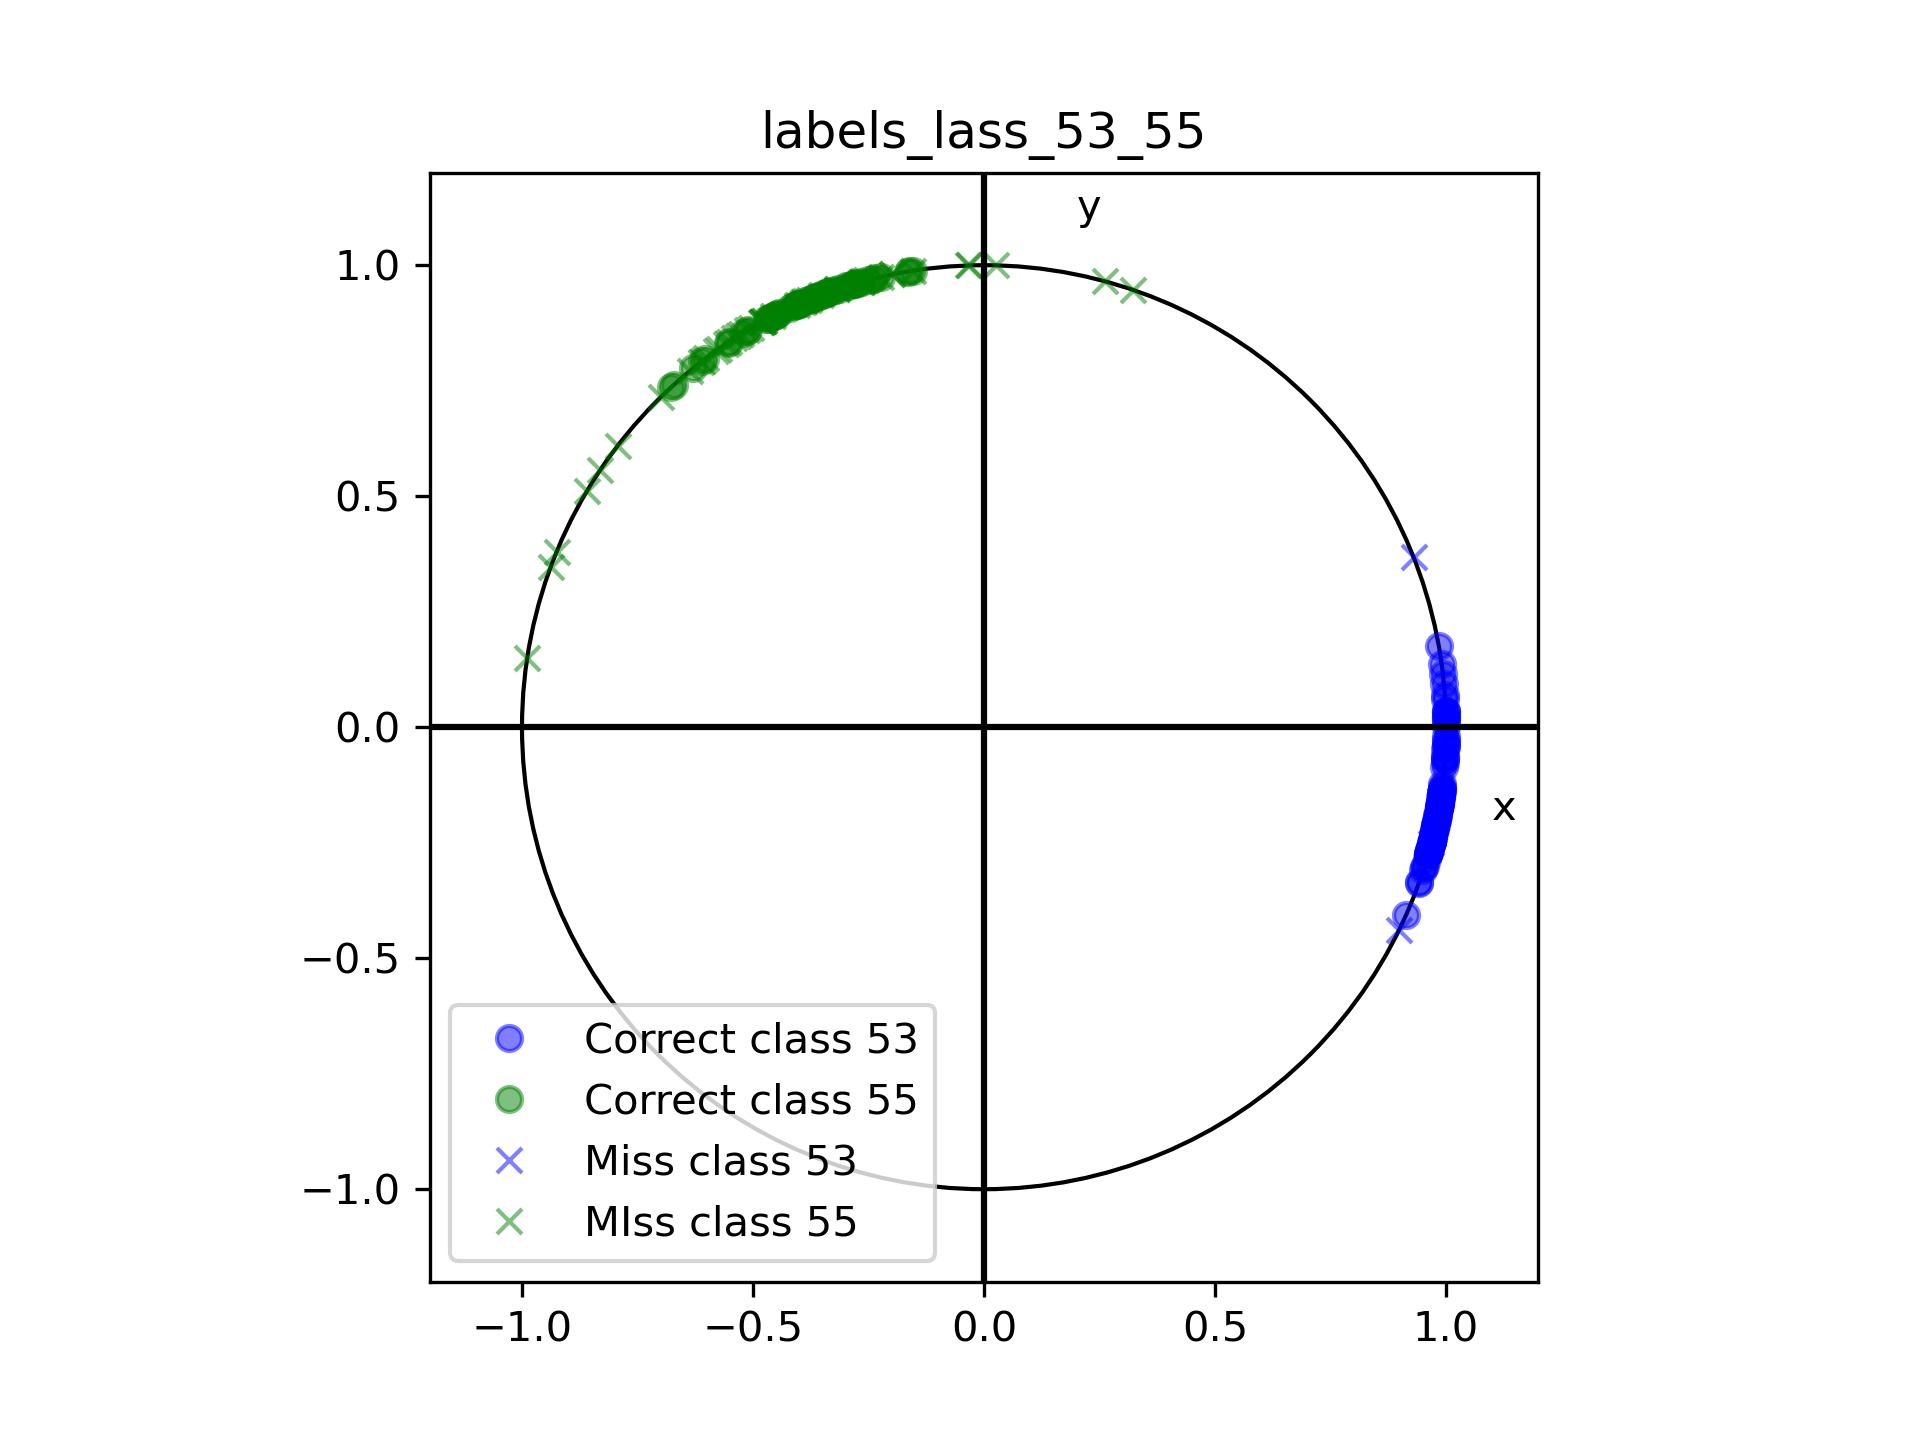 labels_lass_53_55
y
1.0
0.5
0.0
−0.5
−1.0
x
Correct class 53
Correct class 55
Miss class 53
MIss class 55
−1.0 −0.5 0.0 0.5 1.0